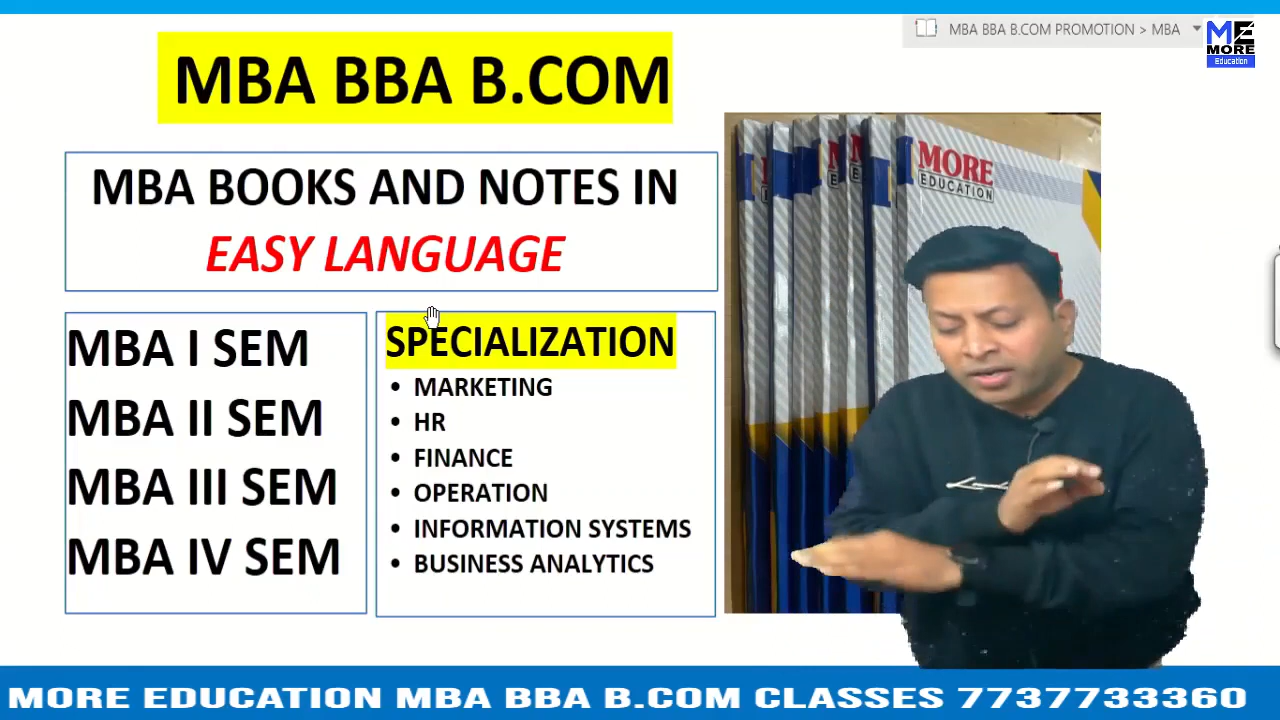 MBA BBA B.COM PROMOTION > MBA
ME
MORE
Education
MBA BBA B.COM
MBA BOOKS AND NOTES IN
EASY LANGUAGE
MBA I SEM
MBA II SEM
MBA III SEM
MBA IV SEM
SPECIALIZATION
• MARKETING
• HR
• FINANCE
• OPERATION
• INFORMATION SYSTEMS
• BUSINESS ANALYTICS
MORE
EDUCATION
MORE EDUCATION MBA BBA B.COM CLASSES 7737733360